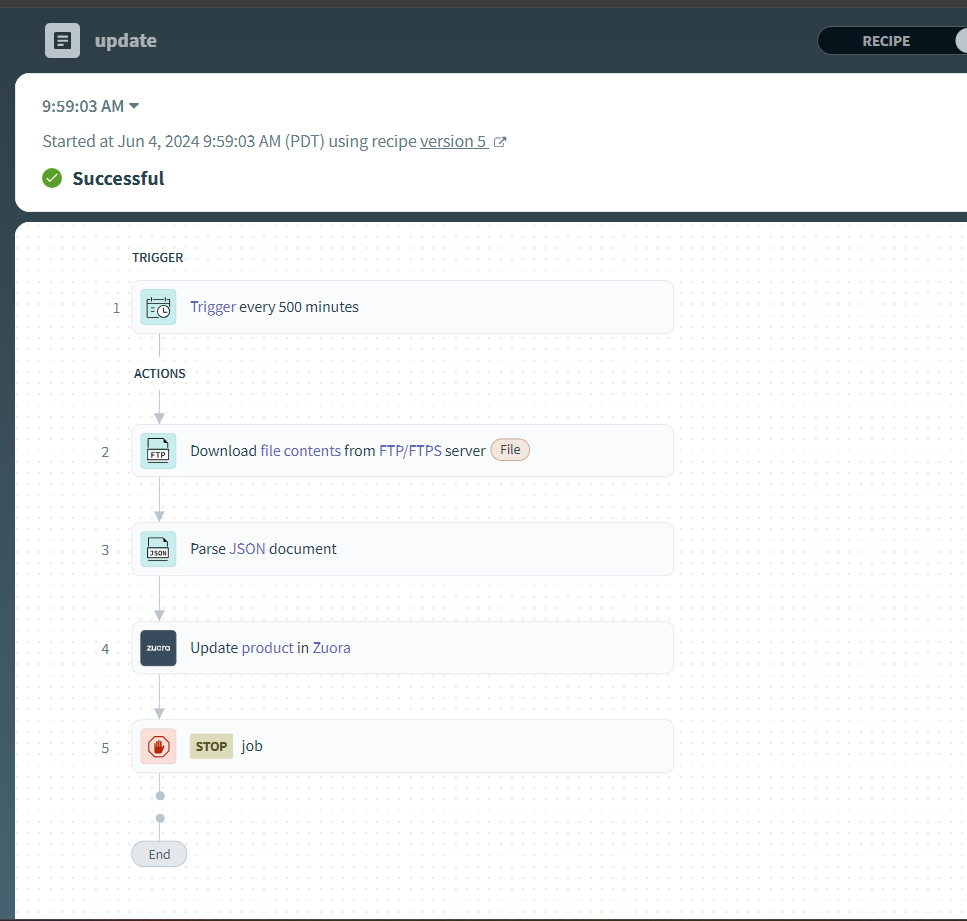 update
RECIPE
9:59:03 AM
Started at Jun 4, 2024 9:59:03 AM (PDT) using recipe version 5
Successful
TRIGGER
1 Trigger every 500 minutes
ACTIONS
2 FTP Download file contents from FTP/FTPS server File
3 JSON Parse JSON document
4 zuora Update product in Zuora
5 STOP job
End